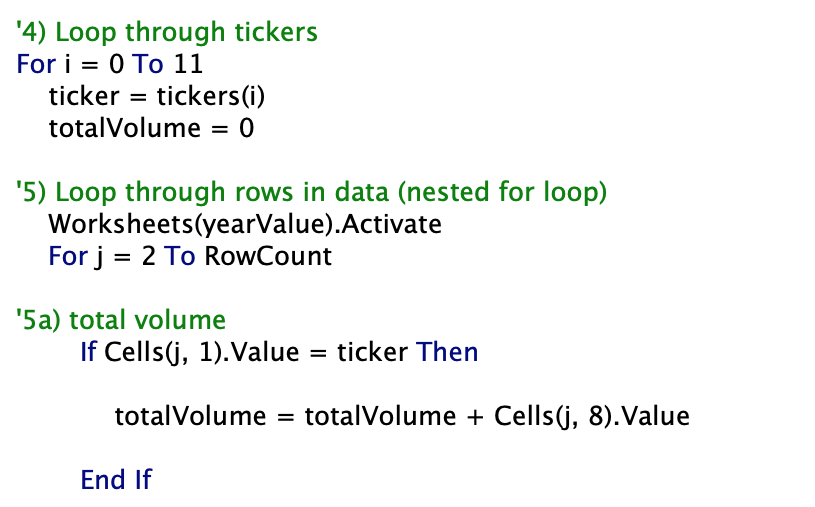 '4) Loop through tickers
For i = 0 To 11
ticker = tickers(i)
totalVolume = 0
'5) Loop through rows in data (nested for loop)
Worksheets(yearValue).Activate
For j = 2 To RowCount
'5a) total volume
If Cells(j, 1).Value = ticker Then
totalVolume = totalVolume + Cells(j, 8).Value
End If